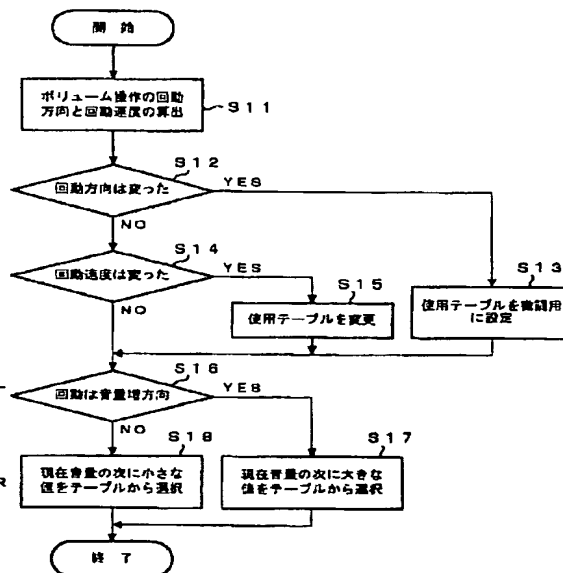 開始
ボリューム操作の回動
方向と回動速度の算出
S11
S12
回動方向は変った
YES
NO
S14
回動速度は変った
YES
NO
S15
使用テーブルを変更
S13
使用テーブルを微調用
に設定
S16
回動は音量増方向
YES
NO
S18
現在音量の次に小さな
値をテーブルから選択
S17
現在音量の次に大きな
値をテーブルから選択
R
終了